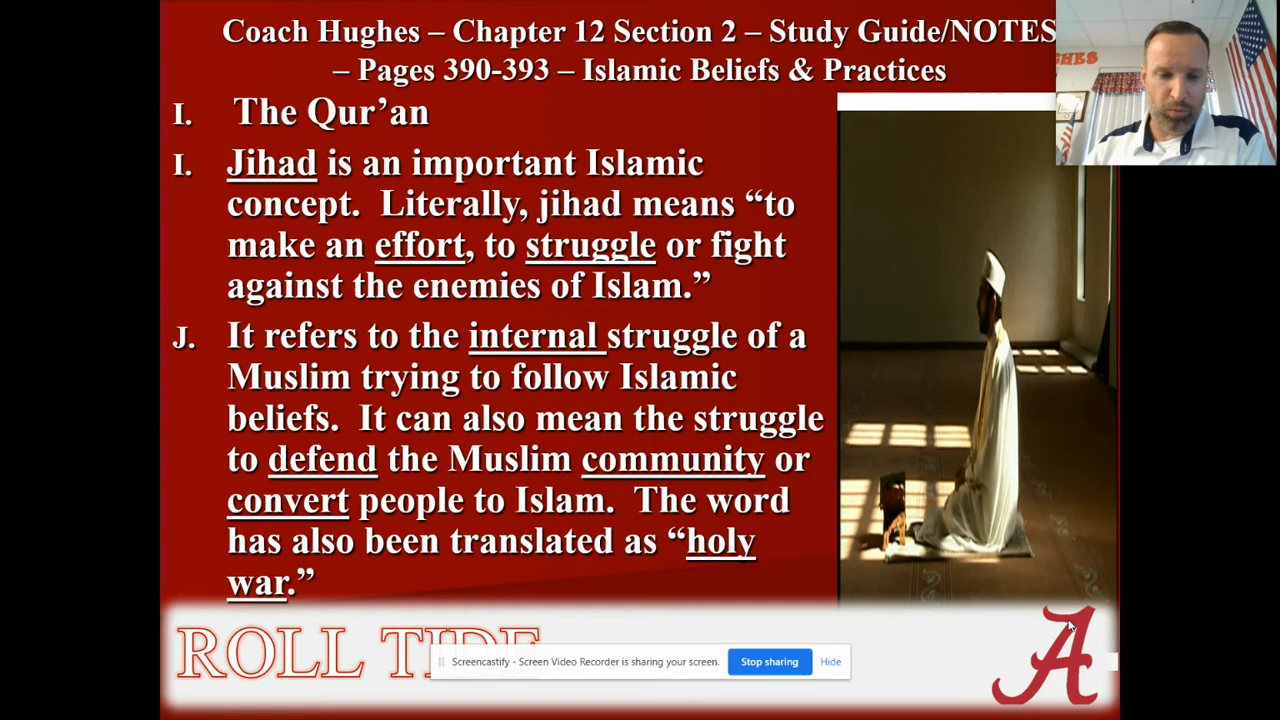 Coach Hughes – Chapter 12 Section 2 – Study Guide/NOTES
– Pages 390-393 – Islamic Beliefs & Practices
I. The Qur’an
I. Jihad is an important Islamic
concept. Literally, jihad means “to
make an effort, to struggle or fight
against the enemies of Islam.”
J. It refers to the internal struggle of a
Muslim trying to follow Islamic
beliefs. It can also mean the struggle
to defend the Muslim community or
convert people to Islam. The word
has also been translated as “holy
war.”
ROLL TIDE
Screencastify - Screen Video Recorder is sharing your screen. Stop sharing Hide
A